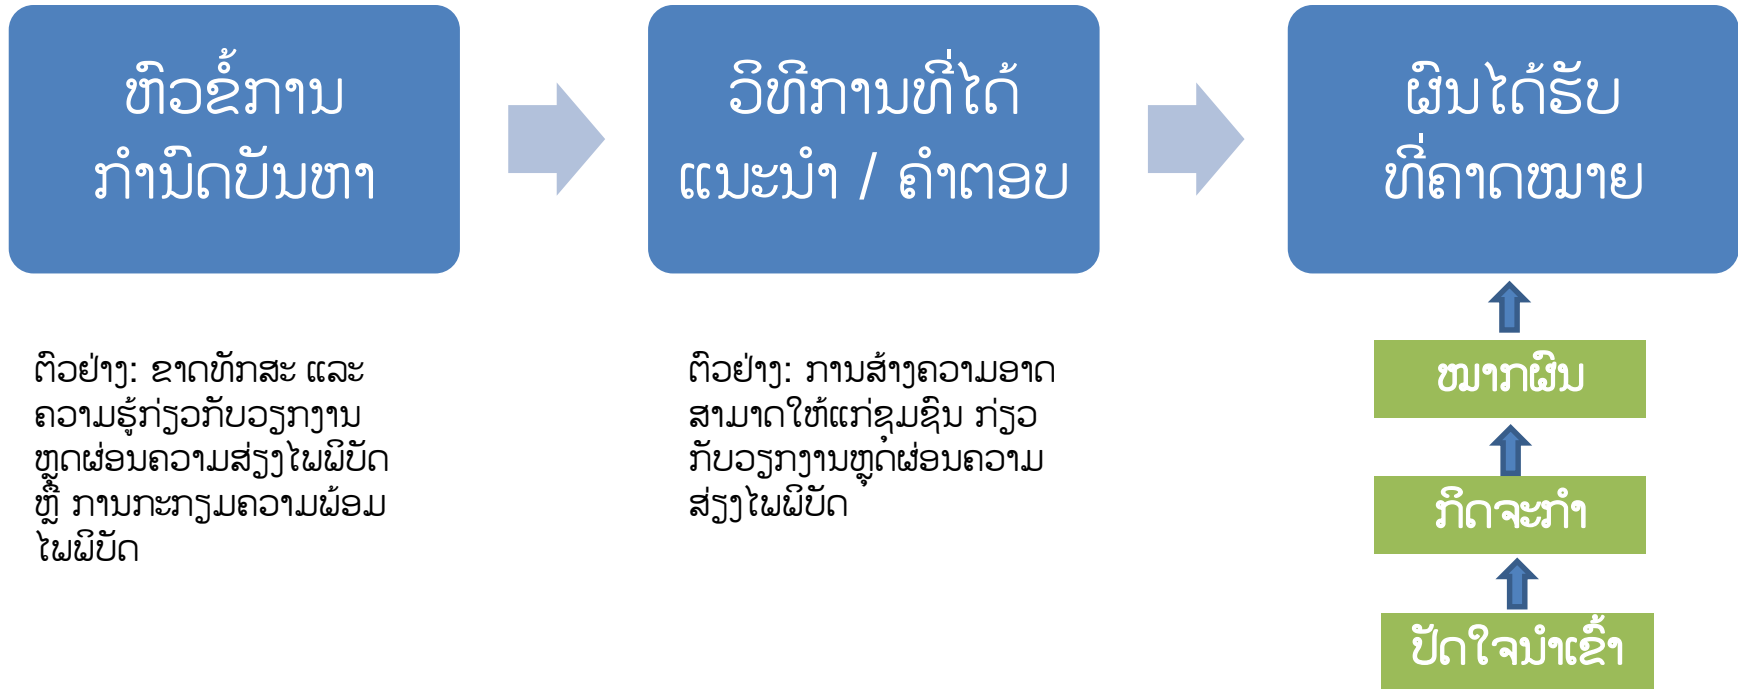 ຫົວຂໍ້ການ
ກຳນົດບັນຫາ
ວິທີການທີ່ໄດ້
ແນະນຳ / ຄຳຕອບ
ຜົນໄດ້ຮັບ
ທີ່ຄາດໝາຍ
ຕົວຢ່າງ: ຂາດທັກສະ ແລະ
ຄວາມຮູ້ກ່ຽວກັບວຽກງານ
ຫຼຸດຜ່ອນຄວາມສ່ຽງໄພພິບັດ
ຫຼື ການກະກຽມຄວາມພ້ອມ
ໄພພິບັດ
ຕົວຢ່າງ: ການສ້າງຄວາມອາດ
ສາມາດໃຫ້ແກ່ຊຸມຊົນ ກ່ຽວ
ກັບວຽກງານຫຼຸດຜ່ອນຄວາມ
ສ່ຽງໄພພິບັດ
ໝາກຜົນ
ກິດຈະກຳ
ປັດໃຈນຳເຂົ້າ